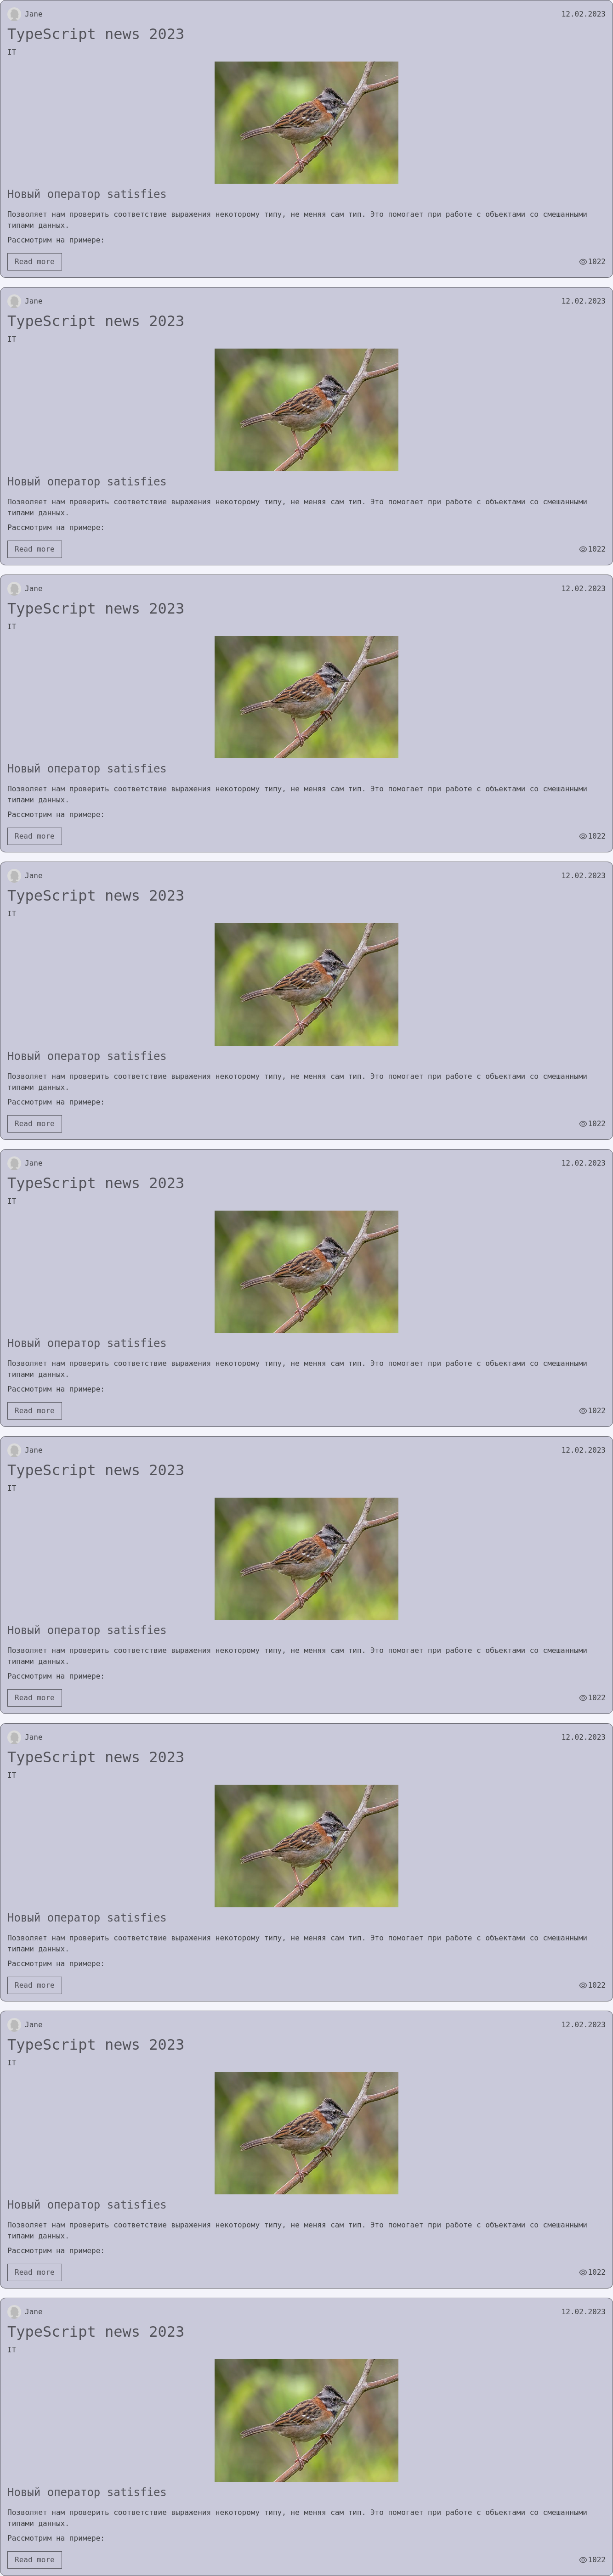 Jane 12.02.2023
TypeScript news 2023
IT
Новый оператор satisfies
Позволяет нам проверить соответствие выражения некоторому типу, не меняя сам тип. Это помогает при работе с объектами со смешанными
типами данных.
Рассмотрим на примере:
Read more 1022
Jane 12.02.2023
TypeScript news 2023
IT
Новый оператор satisfies
Позволяет нам проверить соответствие выражения некоторому типу, не меняя сам тип. Это помогает при работе с объектами со смешанными
типами данных.
Рассмотрим на примере:
Read more 1022
Jane 12.02.2023
TypeScript news 2023
IT
Новый оператор satisfies
Позволяет нам проверить соответствие выражения некоторому типу, не меняя сам тип. Это помогает при работе с объектами со смешанными
типами данных.
Рассмотрим на примере:
Read more 1022
Jane 12.02.2023
TypeScript news 2023
IT
Новый оператор satisfies
Позволяет нам проверить соответствие выражения некоторому типу, не меняя сам тип. Это помогает при работе с объектами со смешанными
типами данных.
Рассмотрим на примере:
Read more 1022
Jane 12.02.2023
TypeScript news 2023
IT
Новый оператор satisfies
Позволяет нам проверить соответствие выражения некоторому типу, не меняя сам тип. Это помогает при работе с объектами со смешанными
типами данных.
Рассмотрим на примере:
Read more 1022
Jane 12.02.2023
TypeScript news 2023
IT
Новый оператор satisfies
Позволяет нам проверить соответствие выражения некоторому типу, не меняя сам тип. Это помогает при работе с объектами со смешанными
типами данных.
Рассмотрим на примере:
Read more 1022
Jane 12.02.2023
TypeScript news 2023
IT
Новый оператор satisfies
Позволяет нам проверить соответствие выражения некоторому типу, не меняя сам тип. Это помогает при работе с объектами со смешанными
типами данных.
Рассмотрим на примере:
Read more 1022
Jane 12.02.2023
TypeScript news 2023
IT
Новый оператор satisfies
Позволяет нам проверить соответствие выражения некоторому типу, не меняя сам тип. Это помогает при работе с объектами со смешанными
типами данных.
Рассмотрим на примере:
Read more 1022
Jane 12.02.2023
TypeScript news 2023
IT
Новый оператор satisfies
Позволяет нам проверить соответствие выражения некоторому типу, не меняя сам тип. Это помогает при работе с объектами со смешанными
типами данных.
Рассмотрим на примере:
Read more 1022